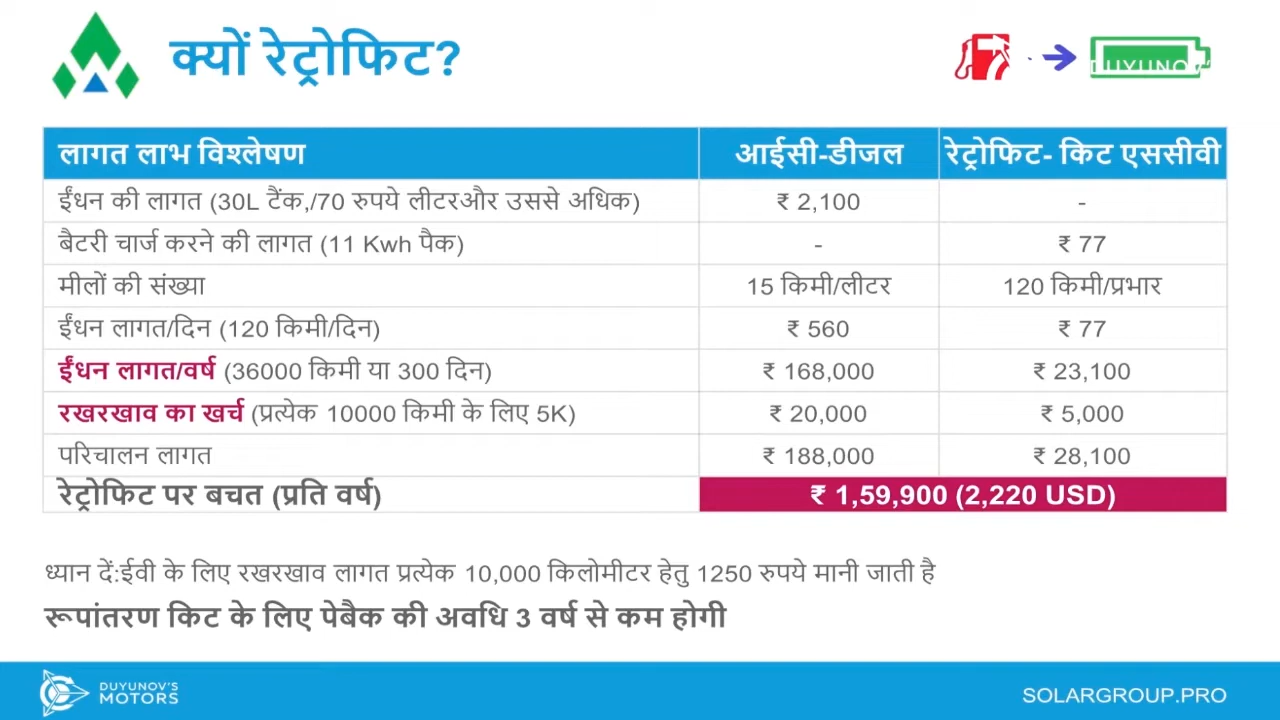 क्यों रेट्रोफिट?
DUYUNOV'
लागत लाभ विश्लेषण आईसी-डीजल रेट्रोफिट- किट एससीवी
ईंधन की लागत (30L टैंक,/70 रुपये लीटरऔर उससे अधिक) ₹ 2,100 -
बैटरी चार्ज करने की लागत (11 Kwh पैक) - ₹ 77
मीलों की संख्या 15 किमी/लीटर 120 किमी/प्रभार
ईंधन लागत/दिन (120 किमी/दिन) ₹ 560 ₹ 77
ईंधन लागत/वर्ष (36000 किमी या 300 दिन) ₹ 168,000 ₹ 23,100
रखरखाव का खर्च (प्रत्येक 10000 किमी के लिए 5K) ₹ 20,000 ₹ 5,000
परिचालन लागत ₹ 188,000 ₹ 28,100
रेट्रोफिट पर बचत (प्रति वर्ष) ₹ 1,59,900 (2,220 USD)
ध्यान दें:ईवी के लिए रखरखाव लागत प्रत्येक 10,000 किलोमीटर हेतु 1250 रुपये मानी जाती है
रूपांतरण किट के लिए पेबैक की अवधि 3 वर्ष से कम होगी
DUYUNOV'S
MOTORS
SOLARGROUP.PRO